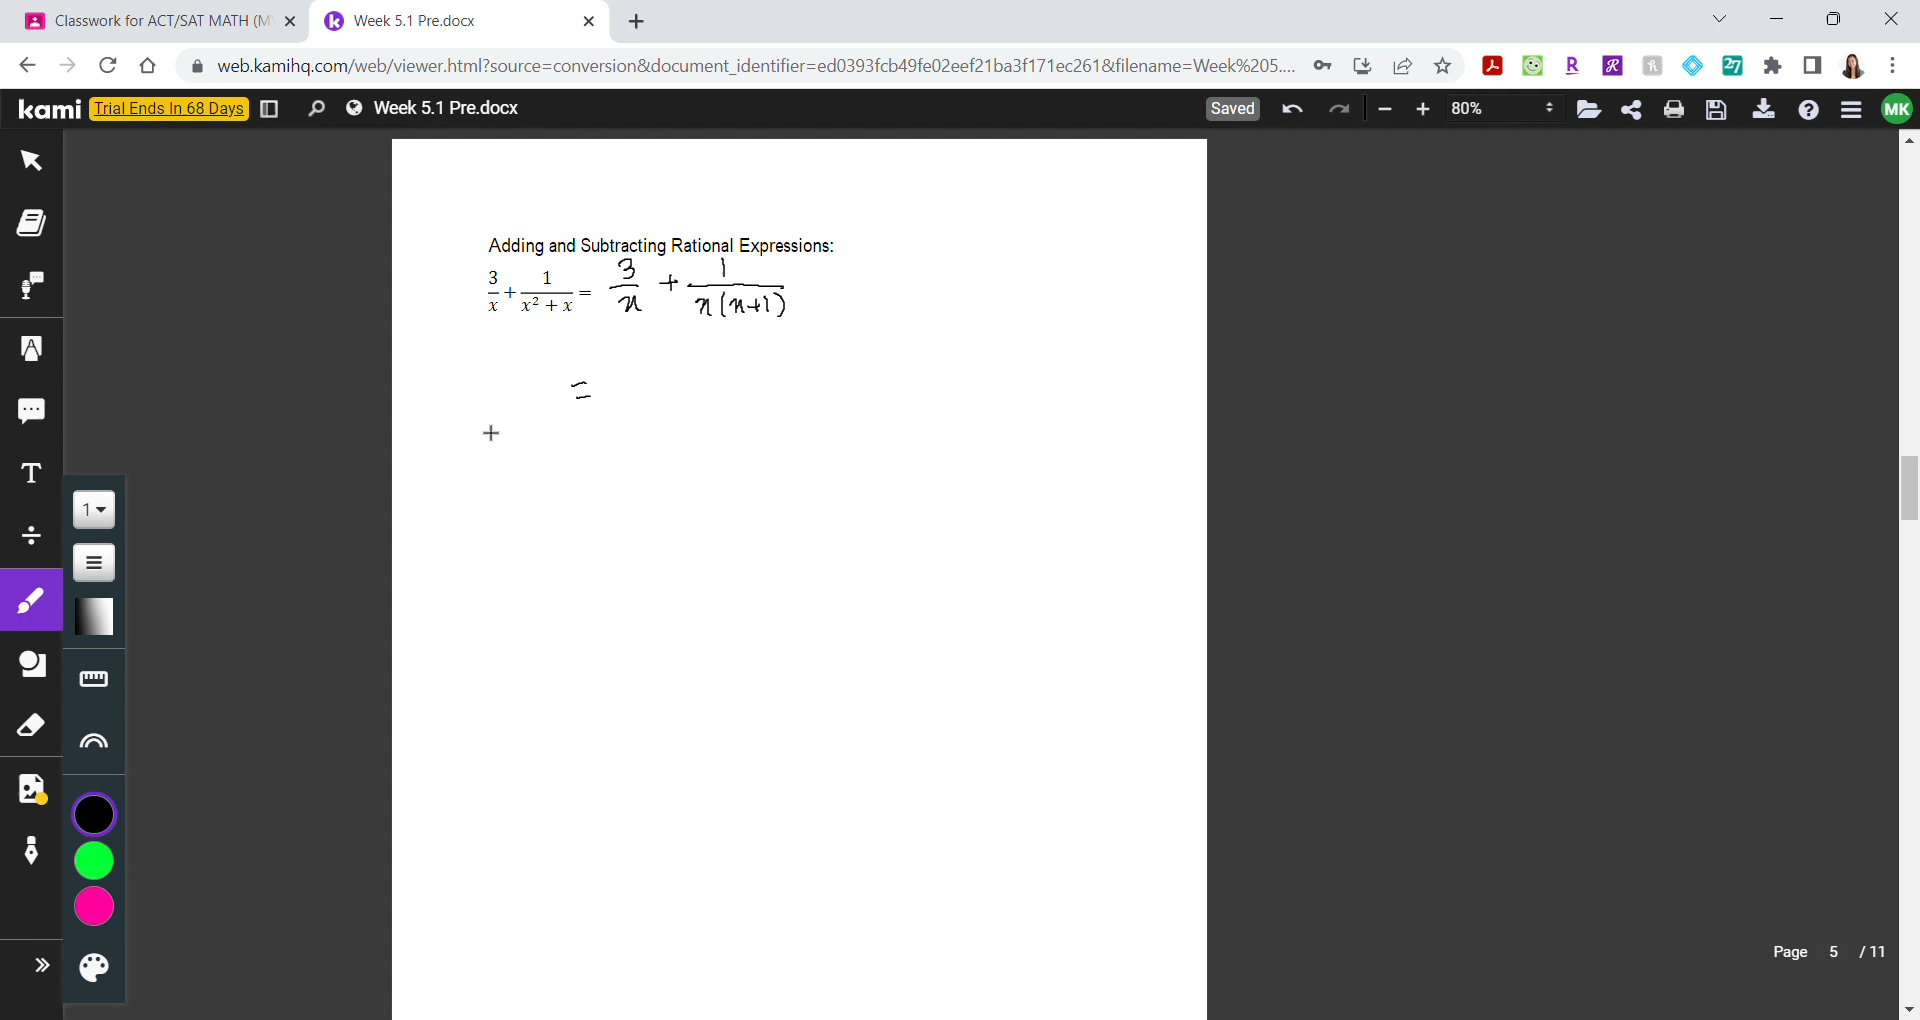 Classwork for ACT/SAT MATH (M
Week 5.1 Pre.docx
web.kamihq.com/web/viewer.html?source=conversion&document_identifier=ed0393fcb49fe02eef21ba3f171ec261&filename=Week%205....
kami Trial Ends In 68 Days Week 5.1 Pre.docx Saved 80% MK
Adding and Subtracting Rational Expressions:
3/x + 1/(x² + x) = 3/x + 1/(x(x+1))
=
T
1
Page 5 / 11